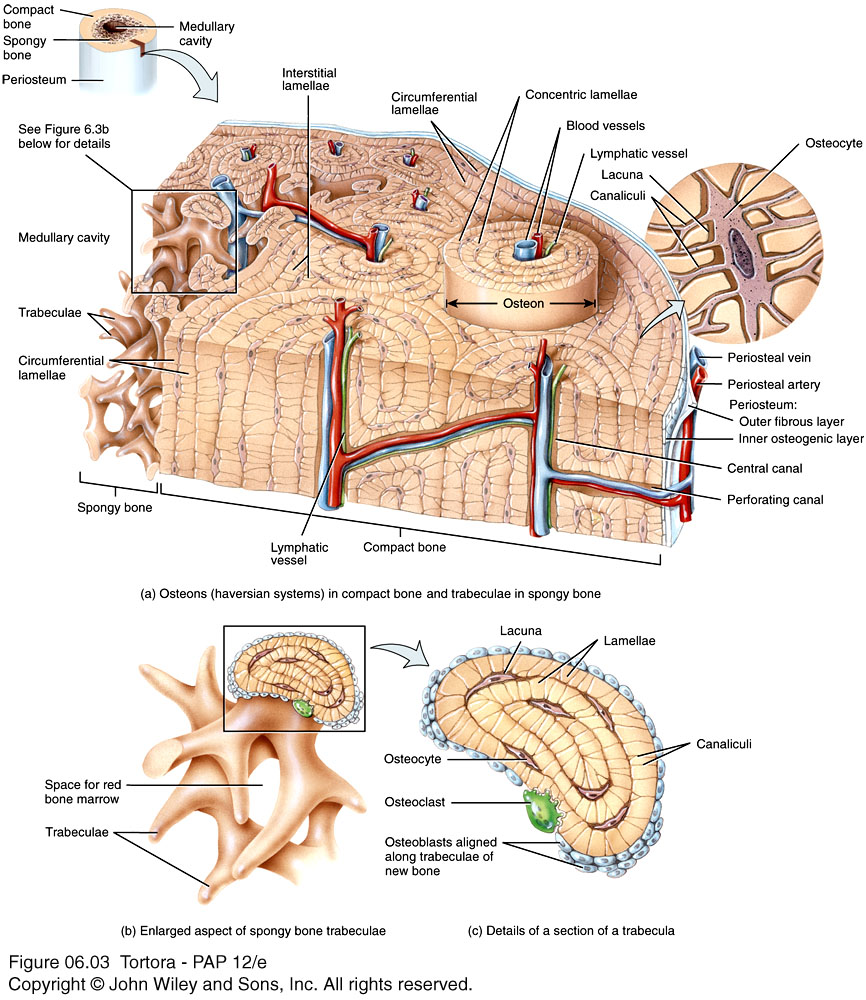 Compact
bone
Spongy
bone
Periosteum
Medullary
cavity
See Figure 6.3b
below for details
Interstitial
lamellae
Circumferential
lamellae
Concentric lamellae
Blood vessels
Lymphatic vessel
Lacuna
Canaliculi
Osteocyte
Medullary cavity
Trabeculae
Circumferential
lamellae
Osteon
Periosteal vein
Periosteal artery
Periosteum:
Outer fibrous layer
Inner osteogenic layer
Central canal
Perforating canal
Spongy bone
Lymphatic
vessel
Compact bone
(a) Osteons (haversian systems) in compact bone and trabeculae in spongy bone
Space for red
bone marrow
Trabeculae
Lacuna
Lamellae
Canaliculi
Osteocyte
Osteoclast
Osteoblasts aligned
along trabeculae of
new bone
(b) Enlarged aspect of spongy bone trabeculae
(c) Details of a section of a trabecula
Figure 06.03 Tortora - PAP 12/e
Copyright © John Wiley and Sons, Inc. All rights reserved.